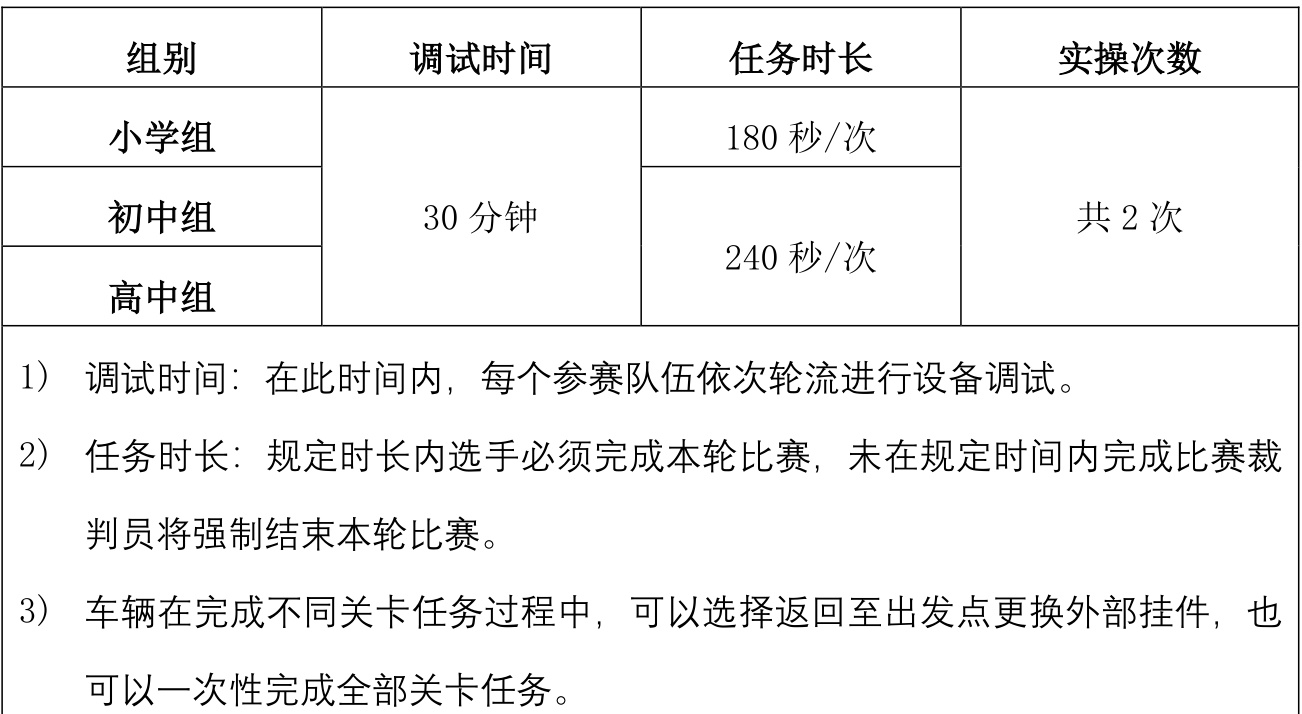 组别 调试时间 任务时长 实操次数
小学组 180 秒/次
初中组 30 分钟 共 2 次
240 秒/次
高中组
1) 调试时间：在此时间内，每个参赛队伍依次轮流进行设备调试。
2) 任务时长：规定时长内选手必须完成本轮比赛，未在规定时间内完成比赛裁
判员将强制结束本轮比赛。
3) 车辆在完成不同关卡任务过程中，可以选择返回至出发点更换外部挂件，也
可以一次性完成全部关卡任务。